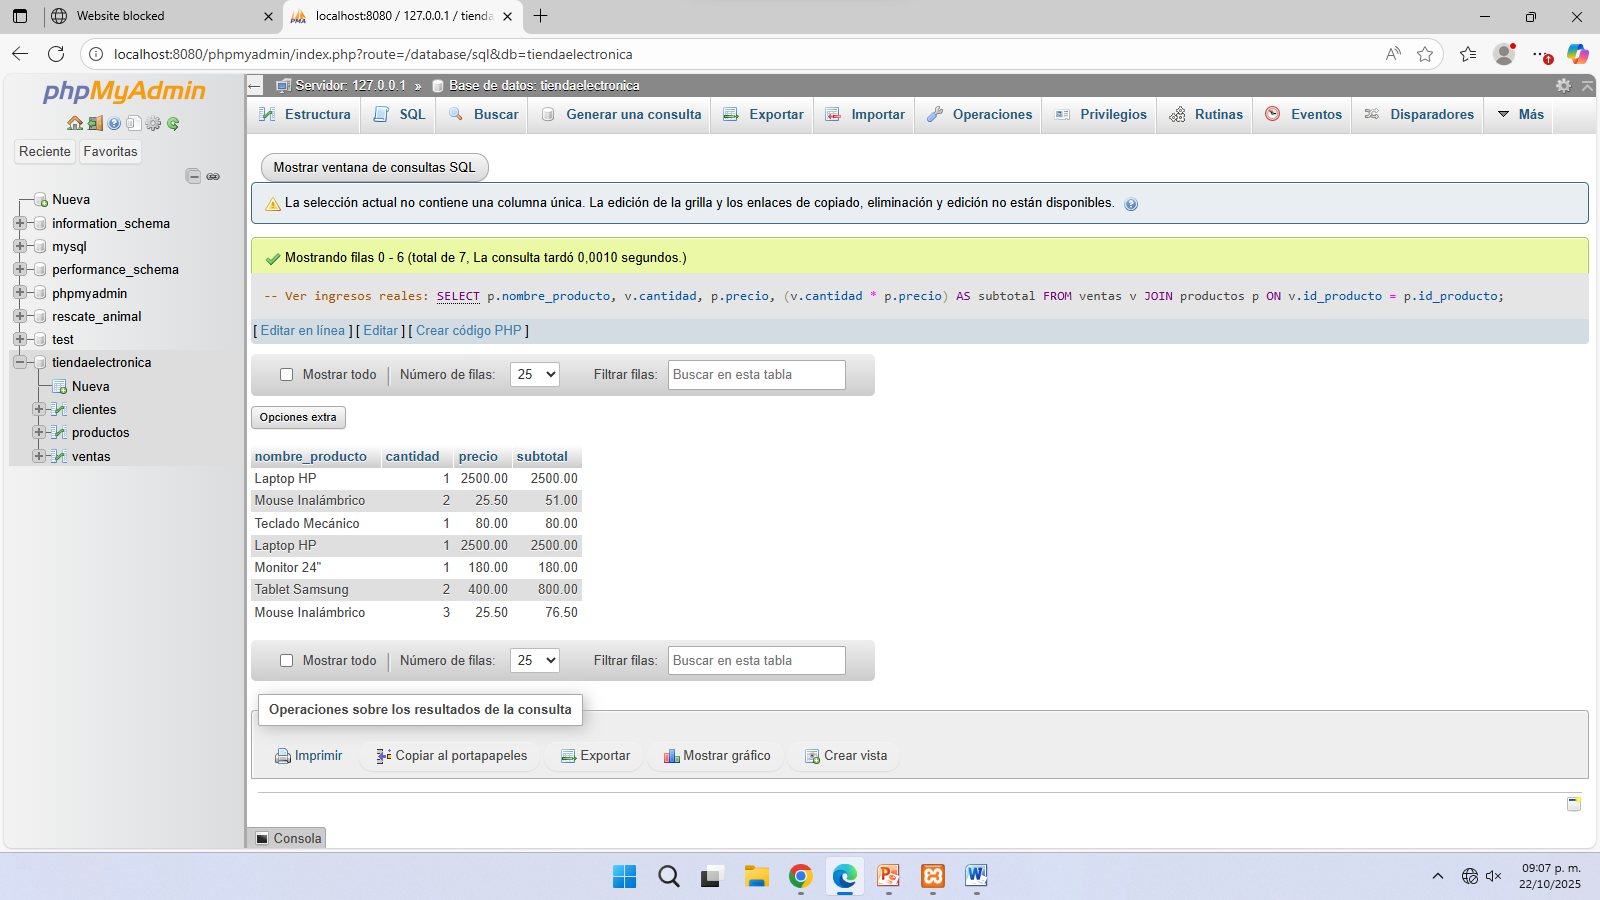 Website blocked
localhost:8080 / 127.0.0.1 / tienda
localhost:8080/phpmyadmin/index.php?route=/database/sql&db=tiendaelectronica
phpMyAdmin
Reciente
Favoritas
Nueva
information_schema
mysql
performance_schema
phpmyadmin
rescate_animal
test
tiendaelectronica
Nueva
clientes
productos
ventas
Servidor: 127.0.0.1 » Base de datos: tiendaelectronica
Estructura SQL Buscar Generar una consulta Exportar Importar Operaciones Privilegios Rutinas Eventos Disparadores Más
Mostrar ventana de consultas SQL
La selección actual no contiene una columna única. La edición de la grilla y los enlaces de copiado, eliminación y edición no están disponibles.
Mostrando filas 0 - 6 (total de 7, La consulta tardó 0,0010 segundos.)
-- Ver ingresos reales: SELECT p.nombre_producto, v.cantidad, p.precio, (v.cantidad * p.precio) AS subtotal FROM ventas v JOIN productos p ON v.id_producto = p.id_producto;
[ Editar en línea ] [ Editar ] [ Crear código PHP ]
Mostrar todo | Número de filas: 25 Filtrar filas: Buscar en esta tabla
Opciones extra
nombre_producto cantidad precio subtotal
Laptop HP 1 2500.00 2500.00
Mouse Inalámbrico 2 25.50 51.00
Teclado Mecánico 1 80.00 80.00
Laptop HP 1 2500.00 2500.00
Monitor 24" 1 180.00 180.00
Tablet Samsung 2 400.00 800.00
Mouse Inalámbrico 3 25.50 76.50
Mostrar todo | Número de filas: 25 Filtrar filas: Buscar en esta tabla
Operaciones sobre los resultados de la consulta
Imprimir Copiar al portapapeles Exportar Mostrar gráfico Crear vista
Consola
09:07 p. m.
22/10/2025